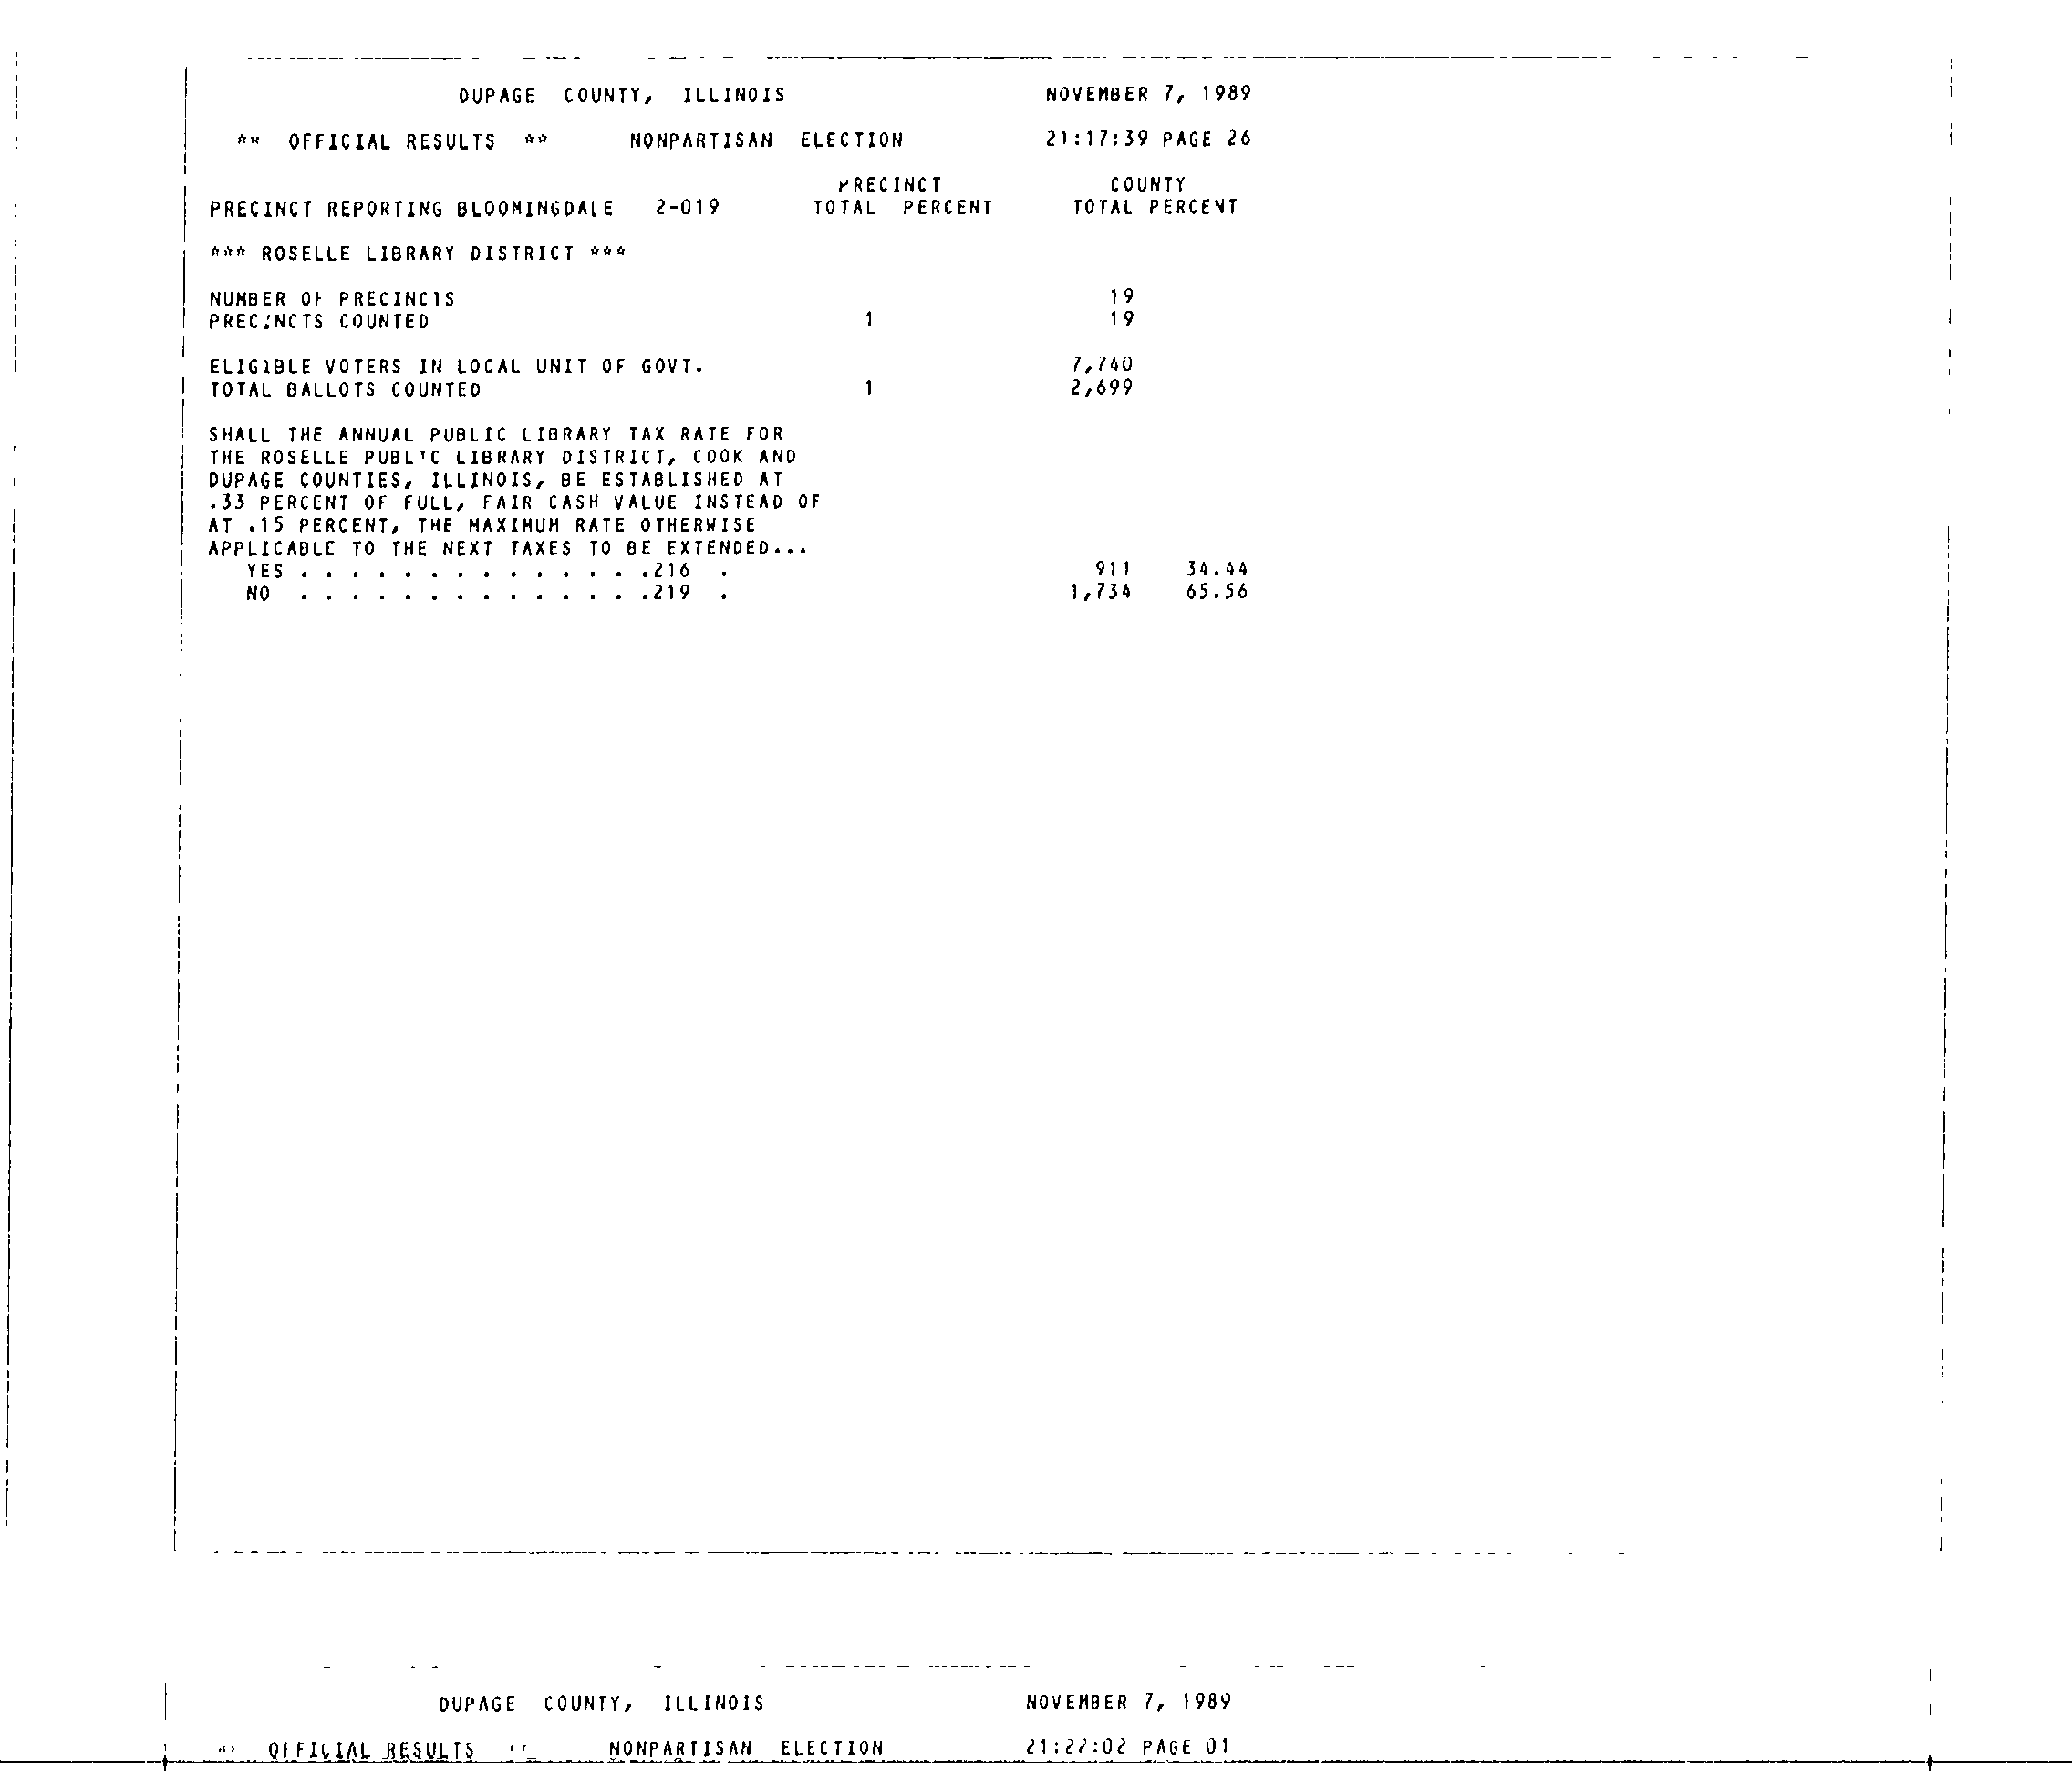 DUPAGE COUNTY, ILLINOIS NOVEMBER 7, 1989
** OFFICIAL RESULTS ** NONPARTISAN ELECTION 21:17:39 PAGE 26
PRECINCT COUNTY
PRECINCT REPORTING BLOOMINGDALE 2-019 TOTAL PERCENT TOTAL PERCENT
*** ROSELLE LIBRARY DISTRICT ***
NUMBER OF PRECINCTS 19
PRECINCTS COUNTED 1 19
ELIGIBLE VOTERS IN LOCAL UNIT OF GOVT. 7,740
TOTAL BALLOTS COUNTED 1 2,699
SHALL THE ANNUAL PUBLIC LIBRARY TAX RATE FOR
THE ROSELLE PUBLIC LIBRARY DISTRICT, COOK AND
DUPAGE COUNTIES, ILLINOIS, BE ESTABLISHED AT
.33 PERCENT OF FULL, FAIR CASH VALUE INSTEAD OF
AT .15 PERCENT, THE MAXIMUM RATE OTHERWISE
APPLICABLE TO THE NEXT TAXES TO BE EXTENDED...
YES . . . . . . . . . . . . . .216 . 911 34.44
NO . . . . . . . . . . . . . .219 . 1,734 65.56
DUPAGE COUNTY, ILLINOIS NOVEMBER 7, 1989
OFFICIAL RESULTS NONPARTISAN ELECTION 21:22:02 PAGE 01